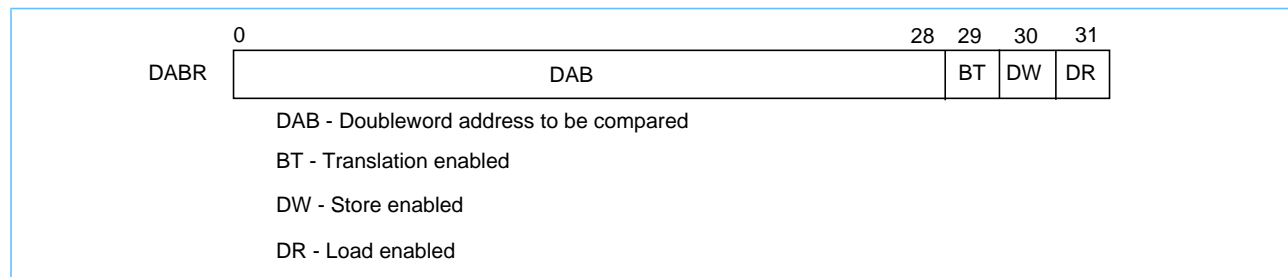 0 28 29 30 31
DABR DAB BT DW DR
DAB - Doubleword address to be compared
BT - Translation enabled
DW - Store enabled
DR - Load enabled